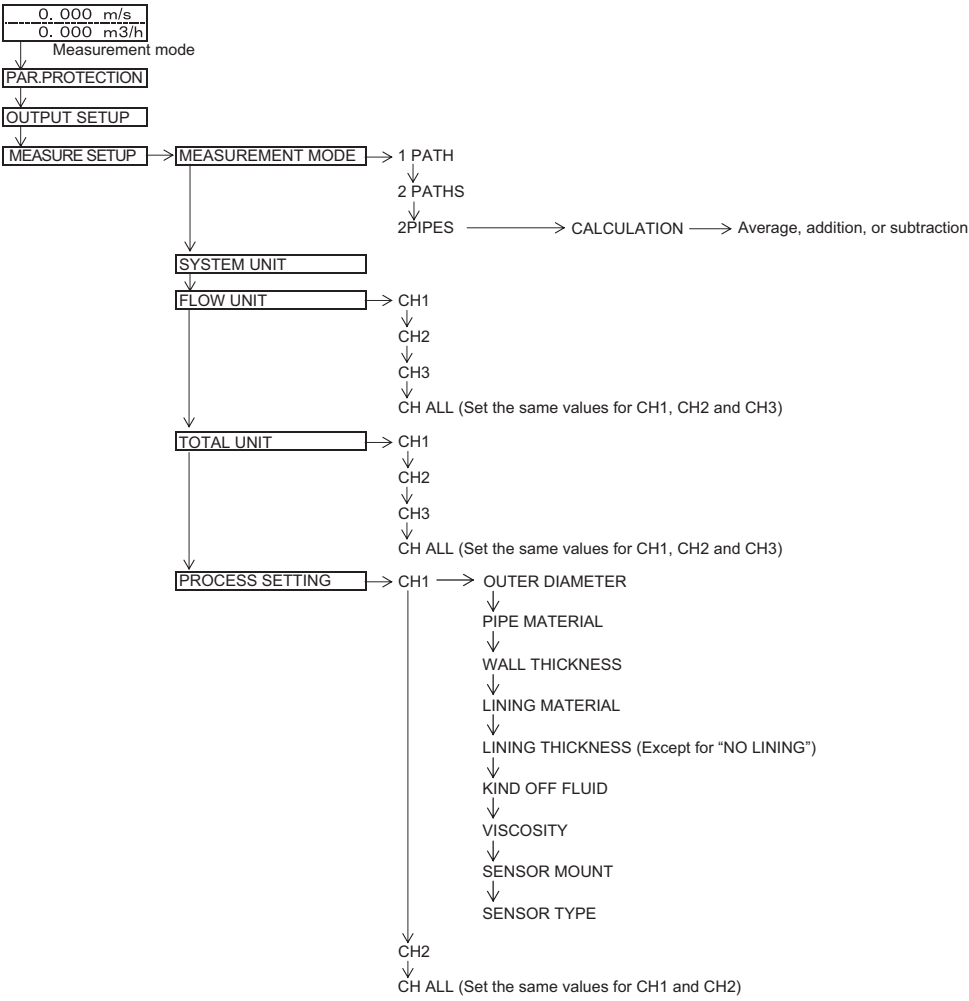 0. 000 m/s
0. 000 m3/h
Measurement mode
PAR.PROTECTION
OUTPUT SETUP
MEASURE SETUP
MEASUREMENT MODE
1 PATH
2 PATHS
2PIPES
CALCULATION
Average, addition, or subtraction
SYSTEM UNIT
FLOW UNIT
CH1
CH2
CH3
CH ALL (Set the same values for CH1, CH2 and CH3)
TOTAL UNIT
CH1
CH2
CH3
CH ALL (Set the same values for CH1, CH2 and CH3)
PROCESS SETTING
CH1
OUTER DIAMETER
PIPE MATERIAL
WALL THICKNESS
LINING MATERIAL
LINING THICKNESS (Except for “NO LINING”)
KIND OFF FLUID
VISCOSITY
SENSOR MOUNT
SENSOR TYPE
CH2
CH ALL (Set the same values for CH1 and CH2)